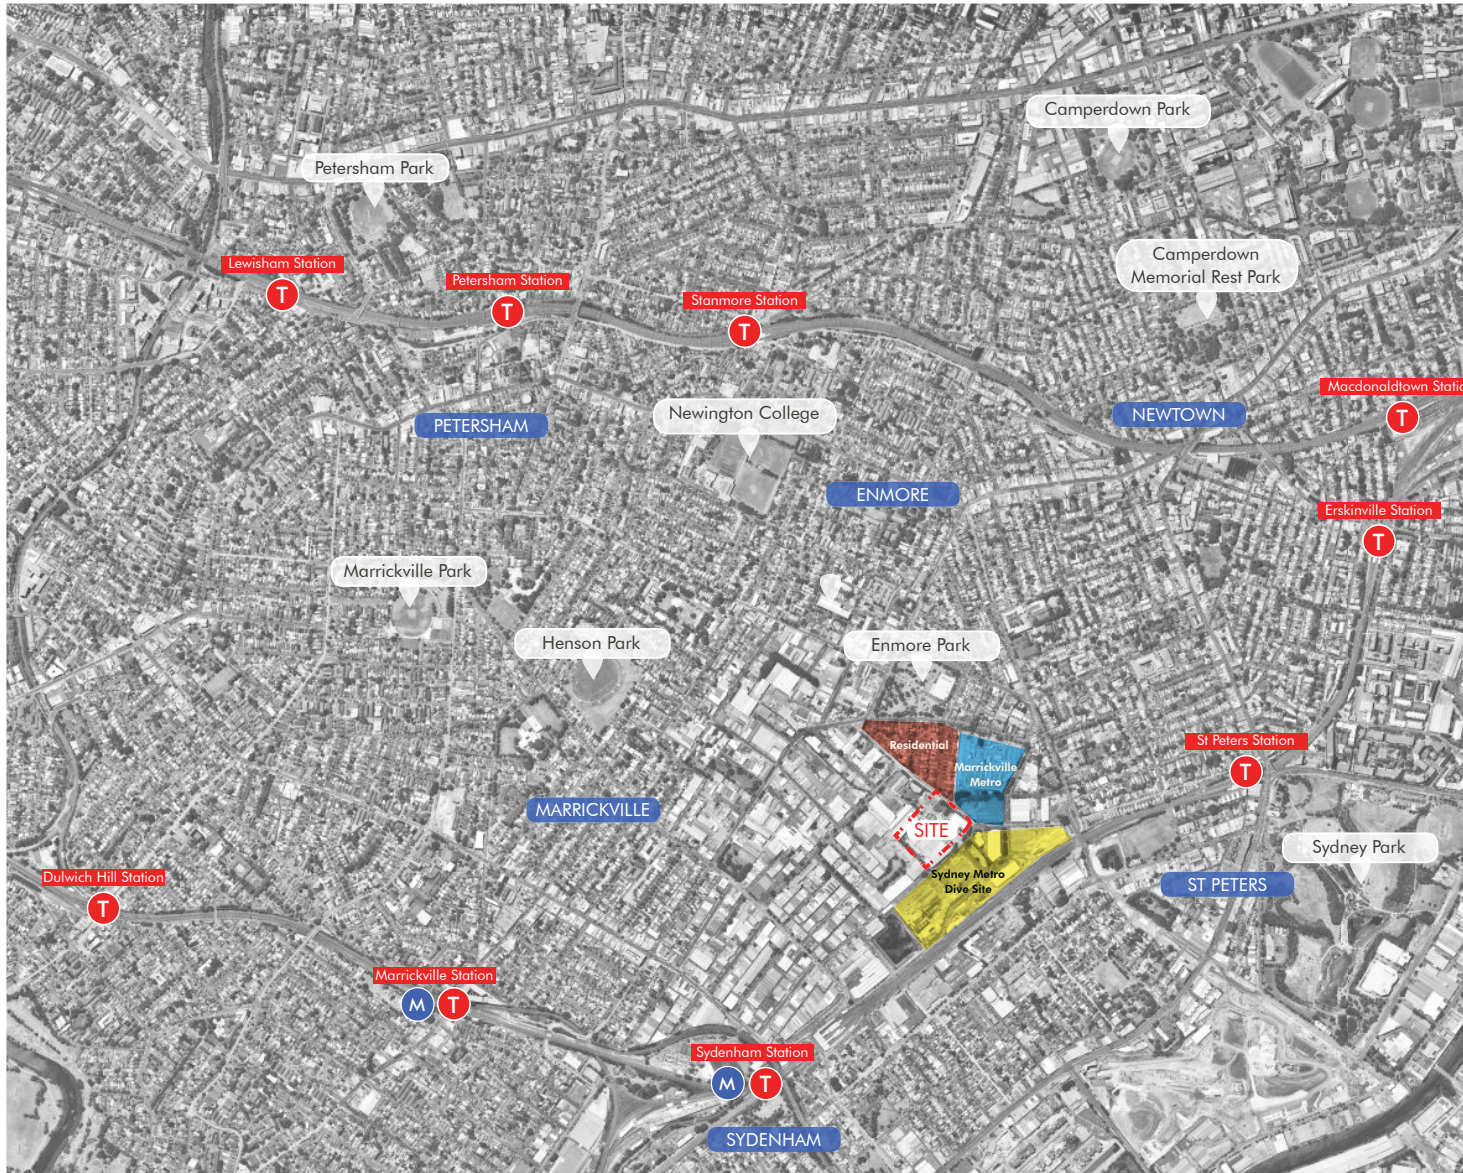 Camperdown Park
Petersham Park
Camperdown
Memorial Rest Park
Lewisham Station
T
Petersham Station
T
Stanmore Station
T
Macdonaldtown Statio
T
Newington College
NEWTOWN
PETERSHAM
ENMORE
Erskinville Station
T
Marrickville Park
Henson Park
Enmore Park
Residential
Marrickville
Metro
St Peters Station
T
MARRICKVILLE
SITE
Sydney Park
Sydney Metro
Dive Site
ST PETERS
Dulwich Hill Station
T
Marrickville Station
M T
Sydenham Station
M T
SYDENHAM